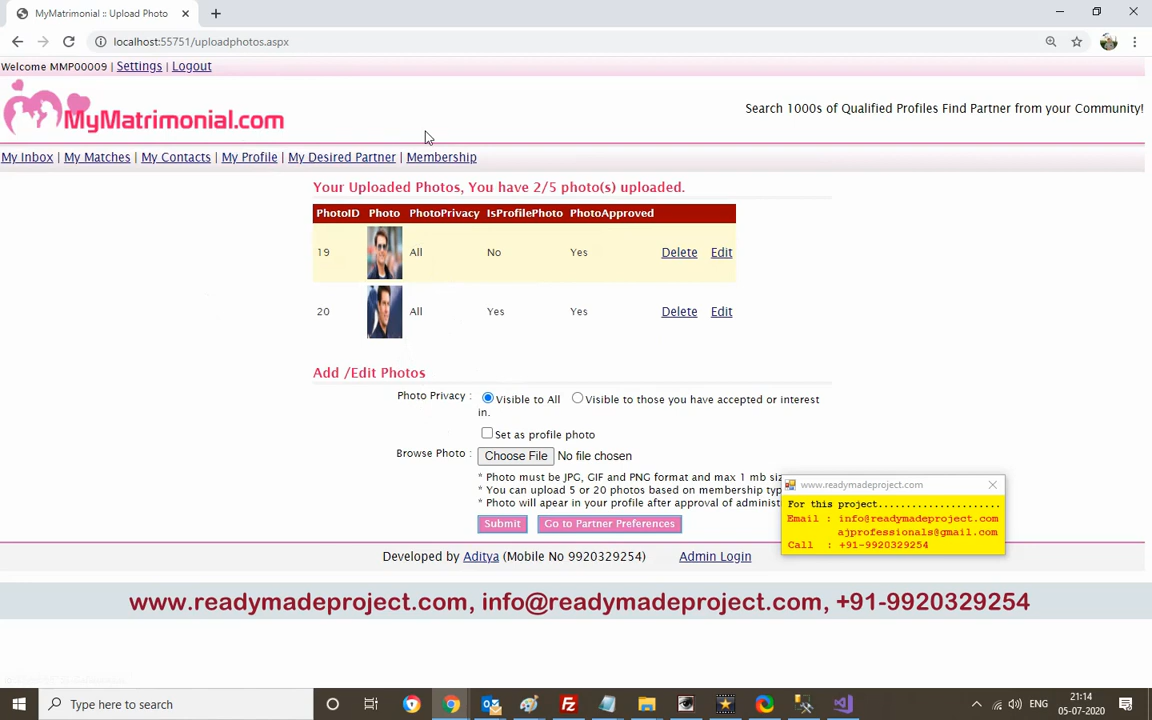 MyMatrimonial :: Upload Photo
localhost:55751/uploadphotos.aspx
Welcome MMP00009 | Settings | Logout
MyMatrimonial.com
Search 1000s of Qualified Profiles Find Partner from your Community!
My Inbox | My Matches | My Contacts | My Profile | My Desired Partner | Membership
Your Uploaded Photos, You have 2/5 photo(s) uploaded.
PhotoID Photo PhotoPrivacy IsProfilePhoto PhotoApproved
19 All No Yes Delete Edit
20 All Yes Yes Delete Edit
Add /Edit Photos
Photo Privacy : Visible to All Visible to those you have accepted or interest
in.
Set as profile photo
Browse Photo : Choose File No file chosen
* Photo must be JPG, GIF and PNG format and max 1 mb
* You can upload 5 or 20 photos based on membership
* Photo will apear in your profile after approval of
Submit Go to Partner Preferences
www.readymadeproject.com
For this project......................
Email : info@readymadeproject.com
ajprofessionals@gmail.com
Call : +91-9920329254
Developed by Aditya (Mobile No 9920329254) Admin Login
www.readymadeproject.com, info@readymadeproject.com, +91-9920329254
Type here to search
ENG
21:14
05-07-2020